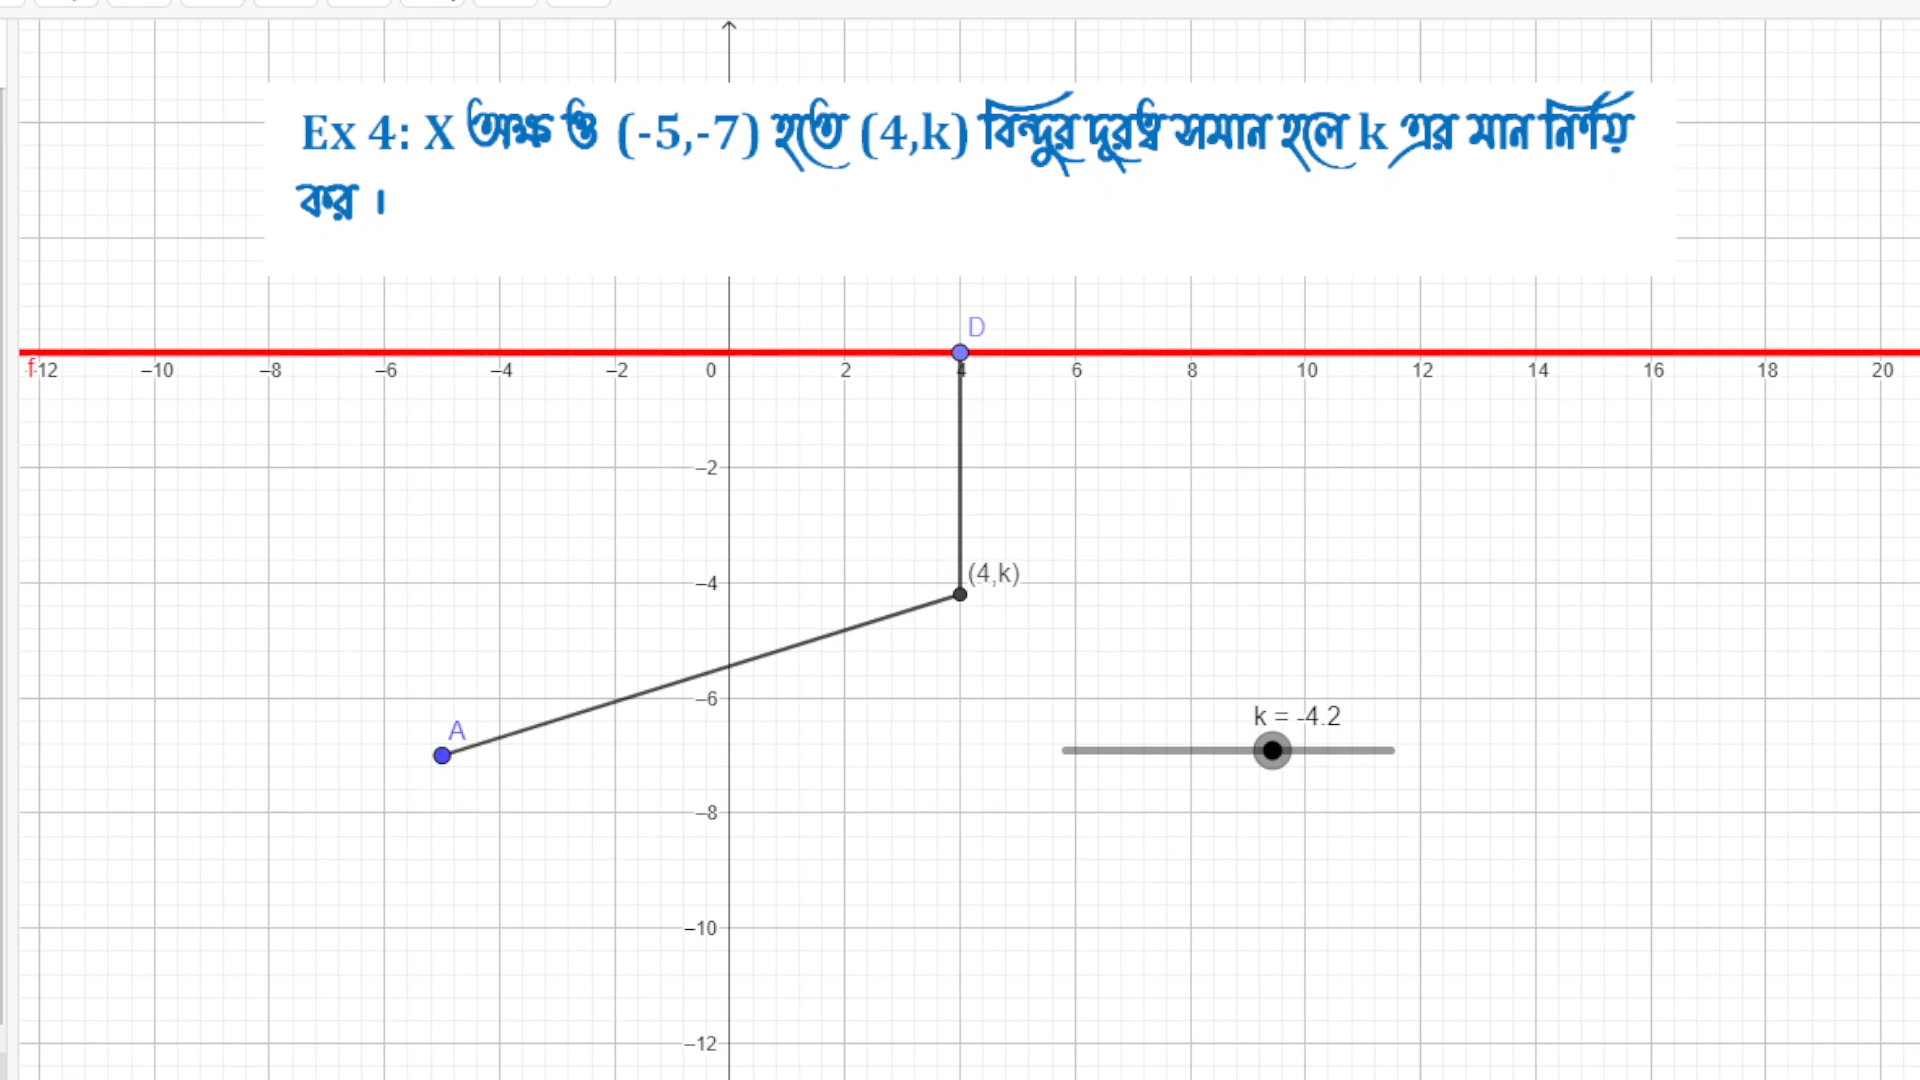 Ex 4: X অক্ষ ও (-5,-7) হতে (4,k) বিন্দুর দূরত্ব সমান হলে k এর মান নির্ণয়
কর ।
D
f -12 -10 -8 -6 -4 -2 0 2 4 6 8 10 12 14 16 18 20
-2
(4,k)
-4
-6
k = -4.2
A
-8
-10
-12